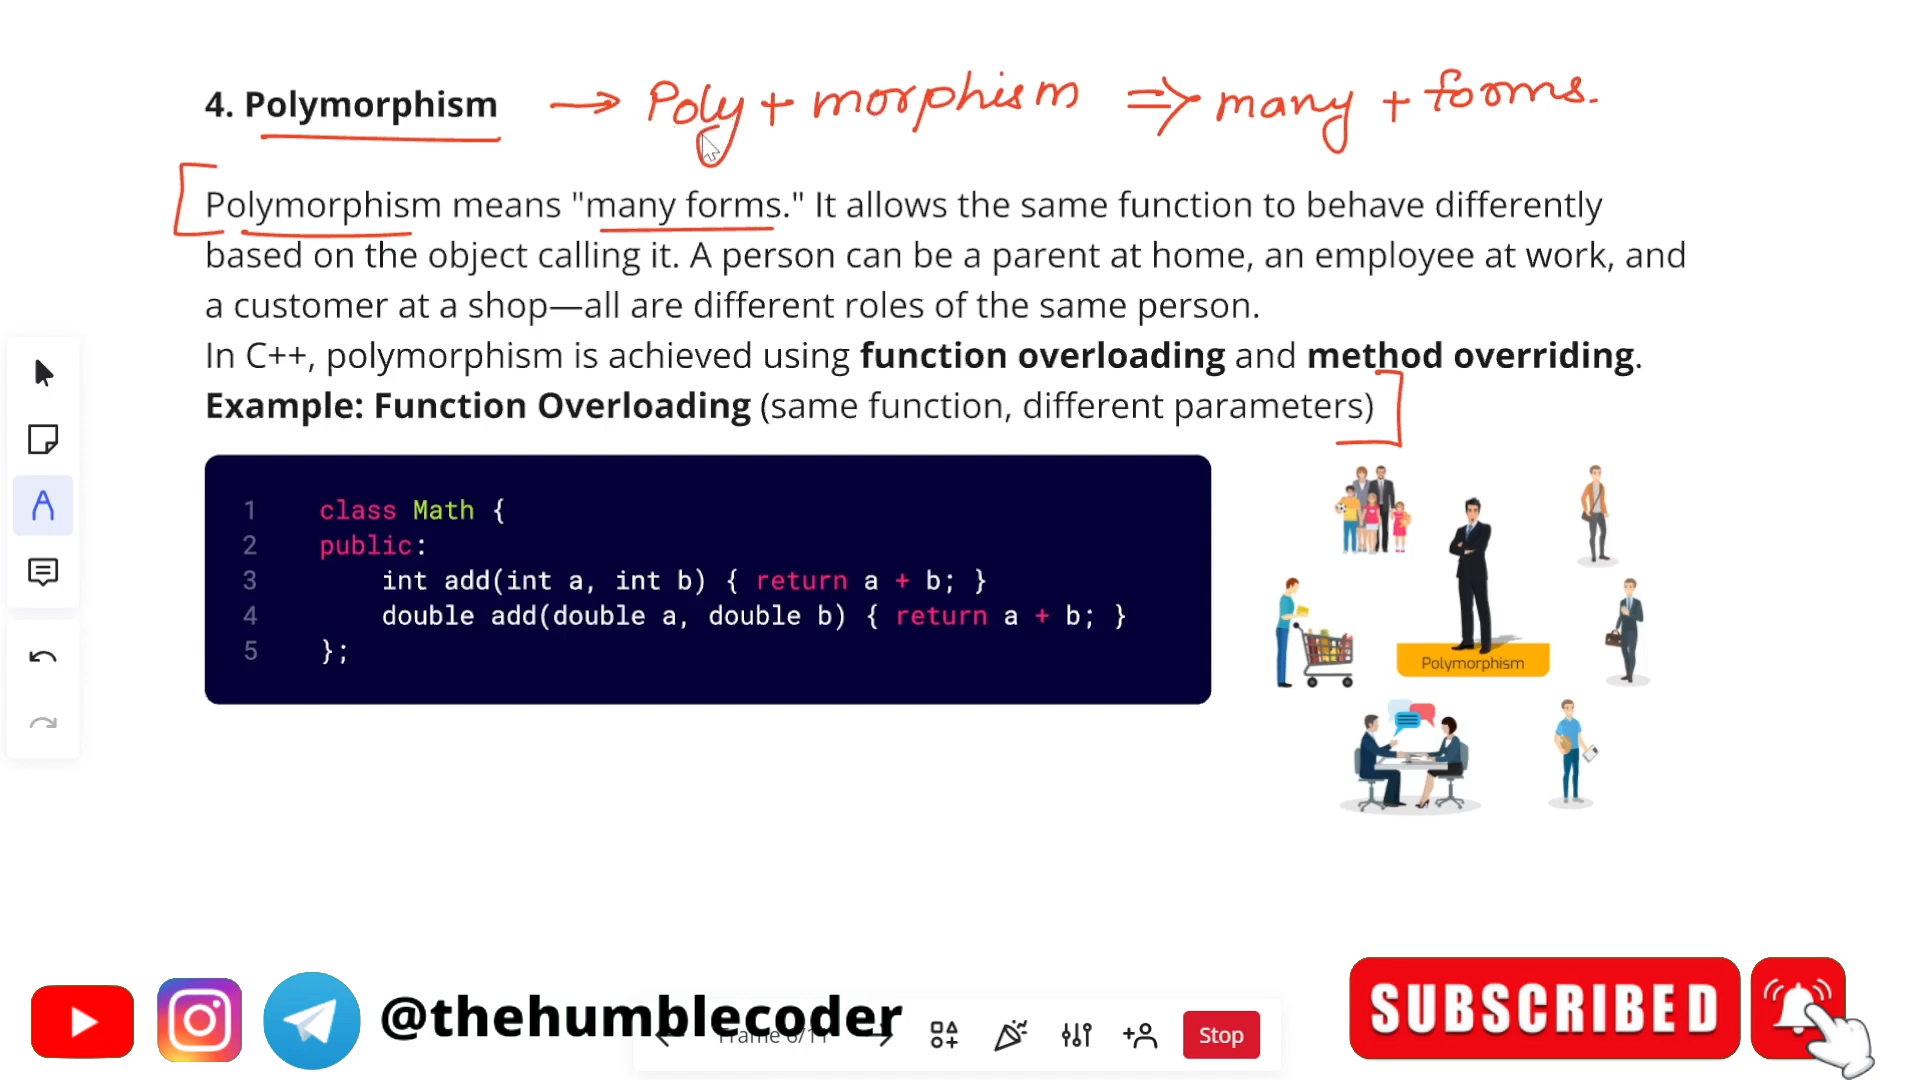 4. Polymorphism → Poly + morphism ⇒ many + forms.
Polymorphism means "many forms." It allows the same function to behave differently
based on the object calling it. A person can be a parent at home, an employee at work, and
a customer at a shop—all are different roles of the same person.
In C++, polymorphism is achieved using function overloading and method overriding.
Example: Function Overloading (same function, different parameters)
1 class Math {
2 public:
3 int add(int a, int b) { return a + b; }
4 double add(double a, double b) { return a + b; }
5 };
Polymorphism
@thehumblecoder
Stop
SUBSCRIBED